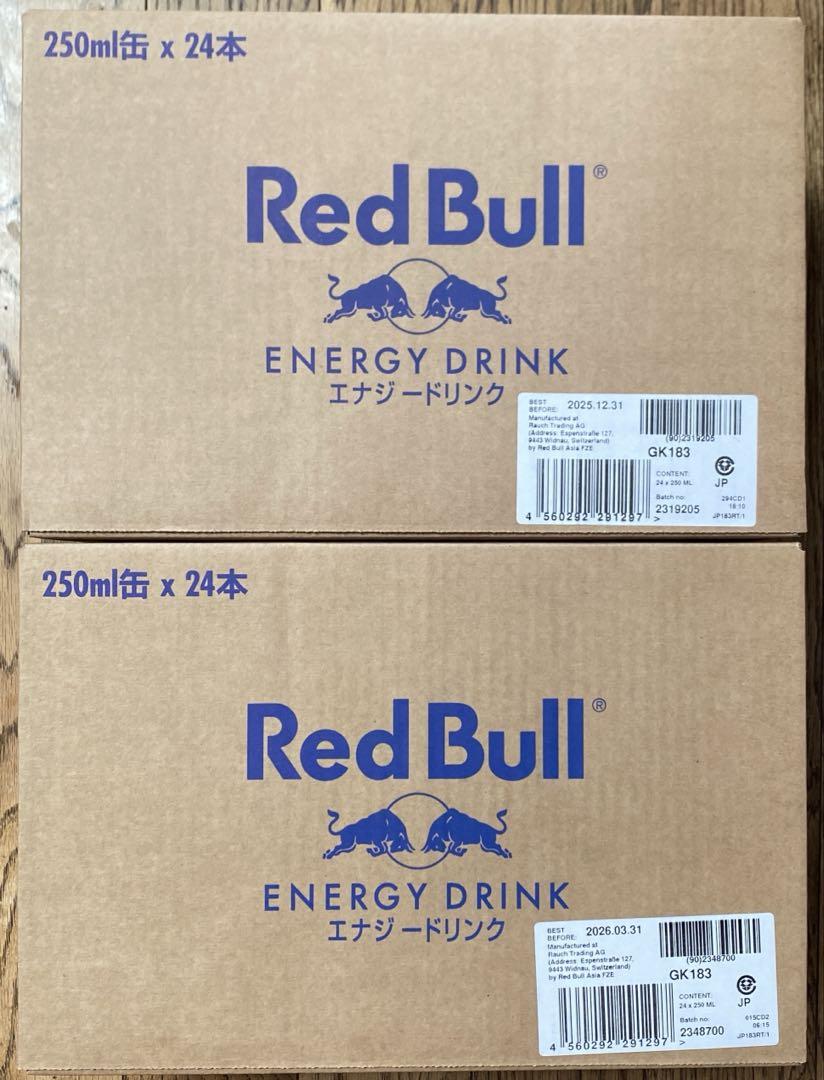 250ml缶 x 24本
Red Bull®
ENERGY DRINK
エナジードリンク
BEST BEFORE: 2025.12.31
Manufactured at
Rauch Trading AG
(Address: Espenstraße 127,
9443 Widnau, Switzerland)
by Red Bull Asia FZE
(90)2319205
GK183
CONTENT:
24 x 250 ML
JP
Batch no:
2319205
294CD1
18:10
JP183RT/1
4 560292 291297 >
250ml缶 x 24本
Red Bull®
ENERGY DRINK
エナジードリンク
BEST BEFORE: 2026.03.31
Manufactured at
Rauch Trading AG
(Address: Espenstraße 127,
9443 Widnau, Switzerland)
by Red Bull Asia FZE
(90)2348700
GK183
CONTENT:
24 x 250 ML
JP
Batch no:
2348700
015CD2
06:15
JP183RT/1
4 560292 291297 >